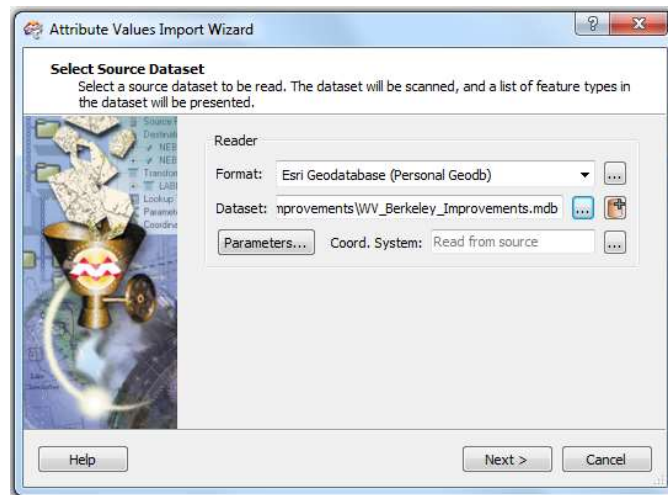 Attribute Values Import Wizard
Select Source Dataset
Select a source dataset to be read. The dataset will be scanned, and a list of feature types in
the dataset will be presented.
Reader
Format: Esri Geodatabase (Personal Geodb) ...
Dataset: nprovements\WV_Berkeley_Improvements.mdb ...
Parameters... Coord. System: Read from source ...
Help Next > Cancel